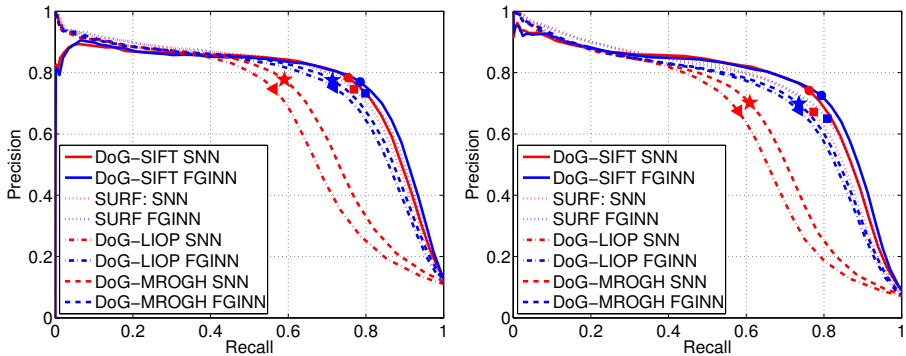 1
0.8
0.6
0.4
0.2
0
Precision
DoG-SIFT SNN
DoG-SIFT FGINN
SURF: SNN
SURF FGINN
DoG-LIOP SNN
DoG-LIOP FGINN
DoG-MROGH SNN
DoG-MROGH FGINN
0 0.2 0.4 0.6 0.8 1
Recall
1
0.8
0.6
0.4
0.2
0
Precision
DoG-SIFT SNN
DoG-SIFT FGINN
SURF: SNN
SURF FGINN
DoG-LIOP SNN
DoG-LIOP FGINN
DoG-MROGH SNN
DoG-MROGH FGINN
0 0.2 0.4 0.6 0.8 1
Recall